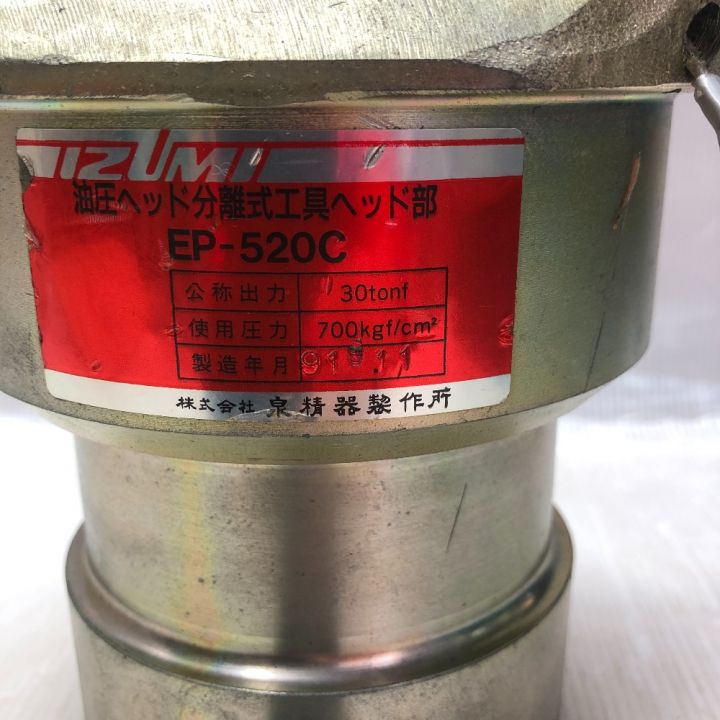 IZUMI
油圧ヘッド分離式工具ヘッド部
EP-520C
公称出力 30tonf
使用圧力 700kgf/cm²
製造年月
株式会社 泉精器製作所